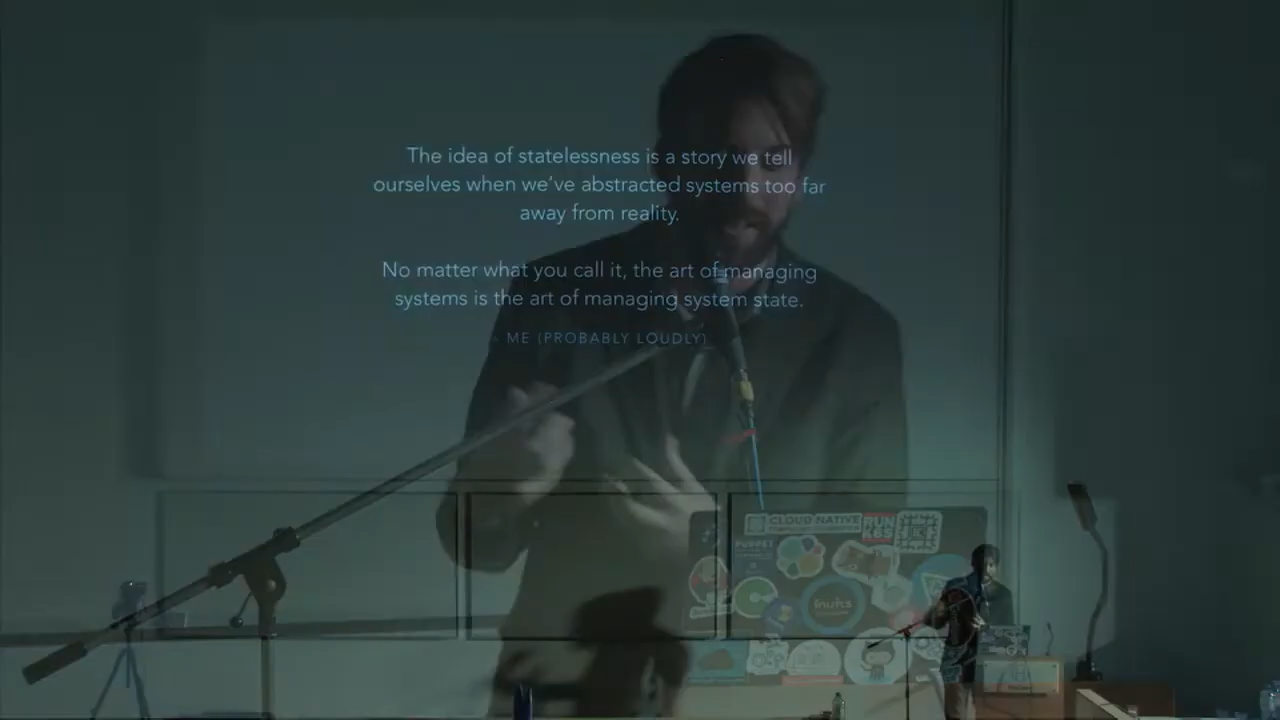 The idea of statelessness is a story we tell
ourselves when we've abstracted systems too far
away from reality.
No matter what you call it, the art of managing
systems is the art of managing system state.
- ME (PROBABLY LOUDLY)
CLOUD NATIVE
COMPUTING FOUNDATION
RUN
K8S
PUPPET
inuits